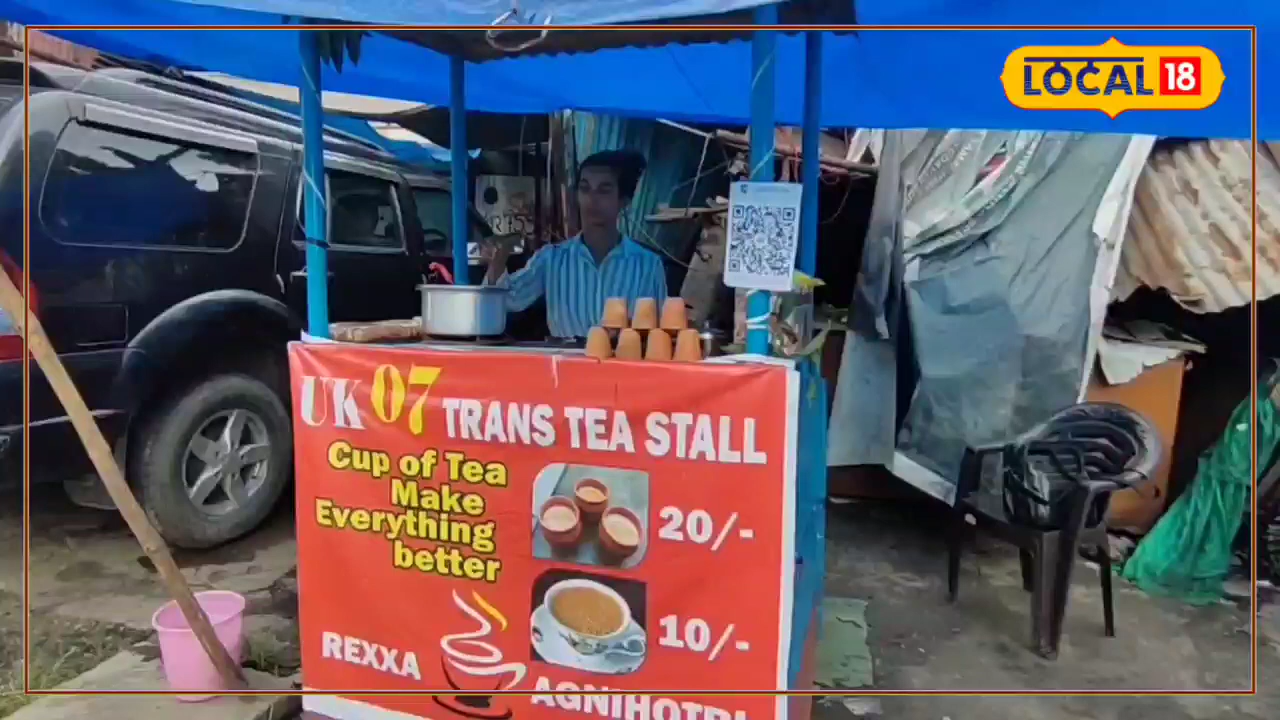 LOCAL 18
UK 07 TRANS TEA STALL
Cup of Tea
Make
Everything
better
20/-
10/-
REXXA
AGNIHOTRI